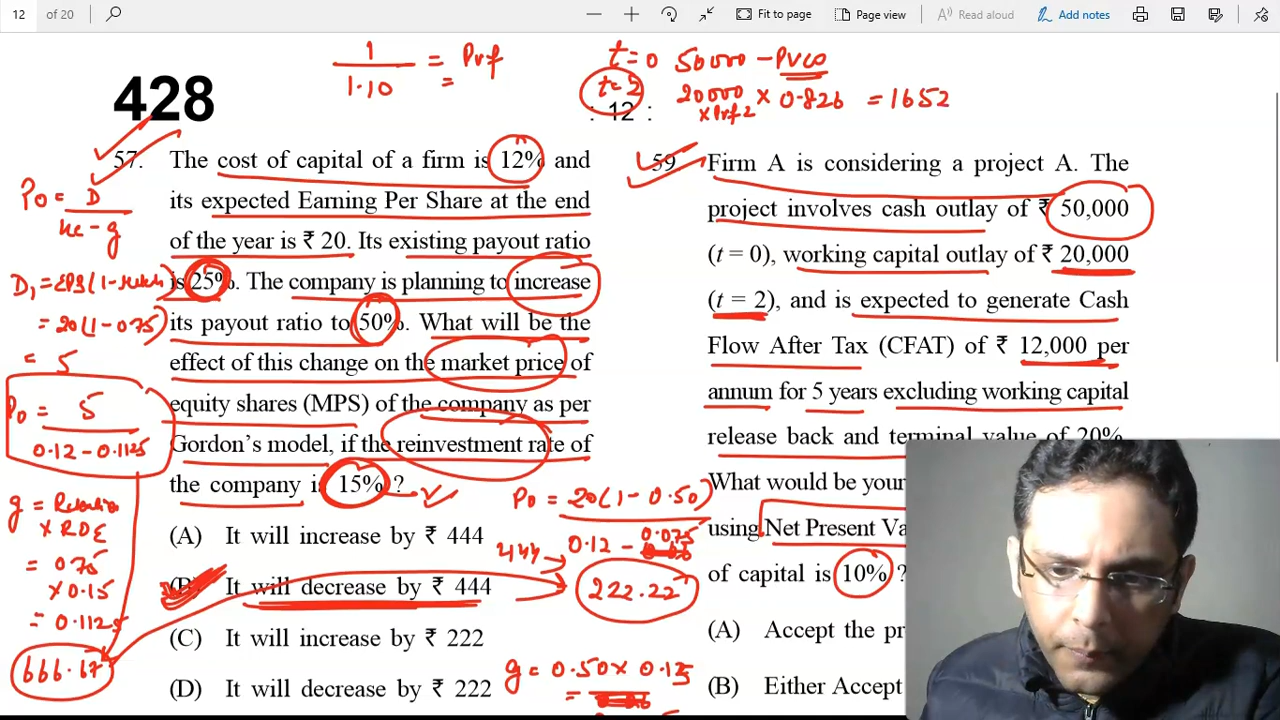 12 of 20
Fit to page
Page view
Read aloud
Add notes
1 / 1.10 = Pvf
t=0 50000 - PVCO
t=2 20000 × 0.826 = 1652
×Pvf2
428
: 12 :
57. The cost of capital of a firm is 12% and
its expected Earning Per Share at the end
of the year is ₹ 20. Its existing payout ratio
is 25%. The company is planning to increase
its payout ratio to 50%. What will be the
effect of this change on the market price of
equity shares (MPS) of the company as per
Gordon's model, if the reinvestment rate of
the company is 15% ?
(A) It will increase by ₹ 444
(B) It will decrease by ₹ 444
(C) It will increase by ₹ 222
(D) It will decrease by ₹ 222
P0 = D / ke - g
D1 = EPS(1-
= 20(1-0.75)
= 5
P0 = 5
0.12 - 0.1125
g = Retention
× ROE
= 075
× 0.15
= 0.1125
666.67
P0 = 20(1-0.50)
0.12 - 0.075
444
222.22
g = 0.50 × 0.15
=
59. Firm A is considering a project A. The
project involves cash outlay of ₹ 50,000
(t = 0), working capital outlay of ₹ 20,000
(t = 2), and is expected to generate Cash
Flow After Tax (CFAT) of ₹ 12,000 per
annum for 5 years excluding working capital
release back and terminal value of 20%.
What would be your
using Net Present Va
of capital is 10% ?
(A) Accept the pr
(B) Either Accept